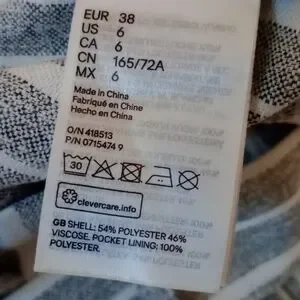 EUR 38
US 6
CA 6
CN 165/72A
MX 6
Made in China
Fabriqué en Chine
Hecho en China
O/N 418513
P/N 0715474 9
30
clevercare.info
GB SHELL: 54% POLYESTER 46%
VISCOSE. POCKET LINING: 100%
POLYESTER.